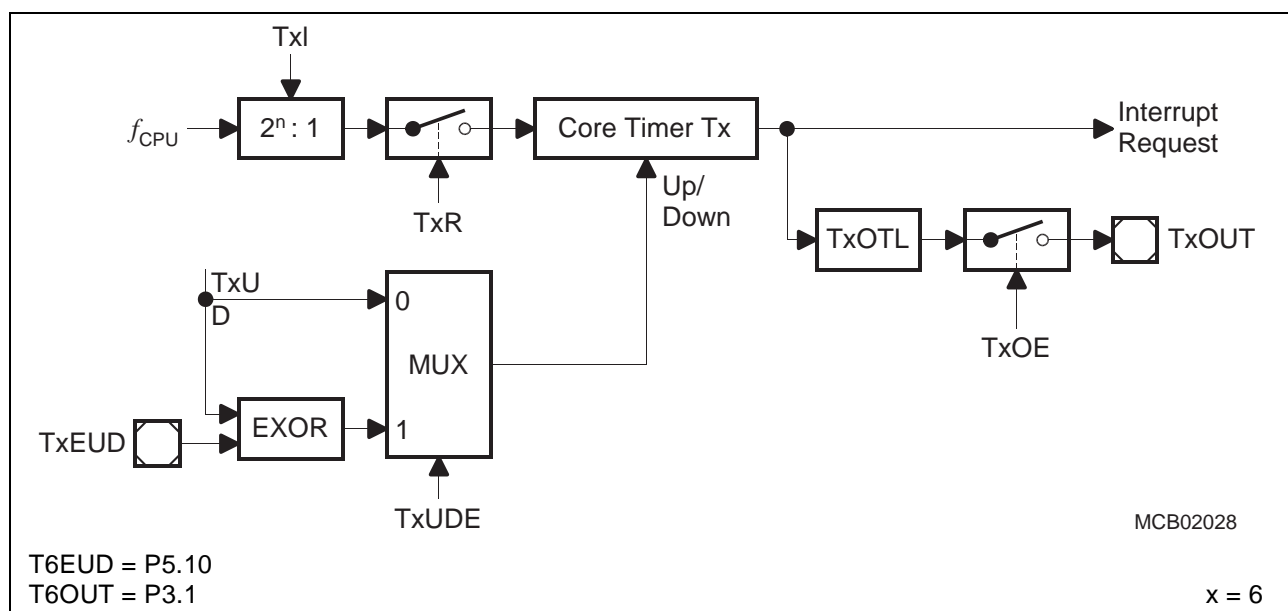 TxI
fCPU
2ⁿ : 1
Core Timer Tx
Interrupt
Request
TxR
Up/
Down
TxOTL
TxOUT
TxU
D
0
MUX
TxOE
TxEUD
EXOR
1
TxUDE
MCB02028
T6EUD = P5.10
T6OUT = P3.1
x = 6